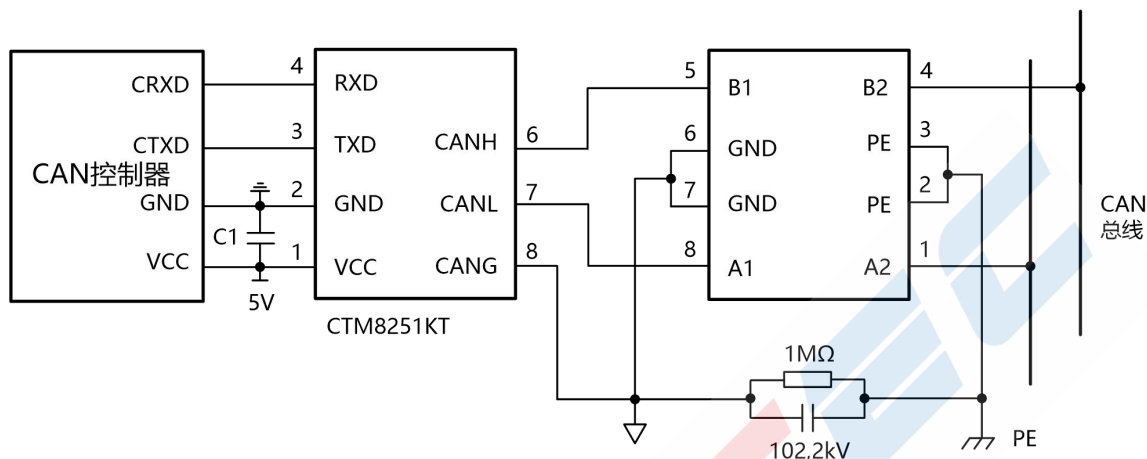 CAN控制器
CRXD
CTXD
GND
VCC
4
3
2
1
C1
5V
RXD
TXD
GND
VCC
CANH
CANL
CANG
CTM8251KT
6
7
8
5
6
7
8
B1
GND
GND
A1
B2
PE
PE
A2
4
3
2
1
CAN
总线
1MΩ
102,2kV
PE